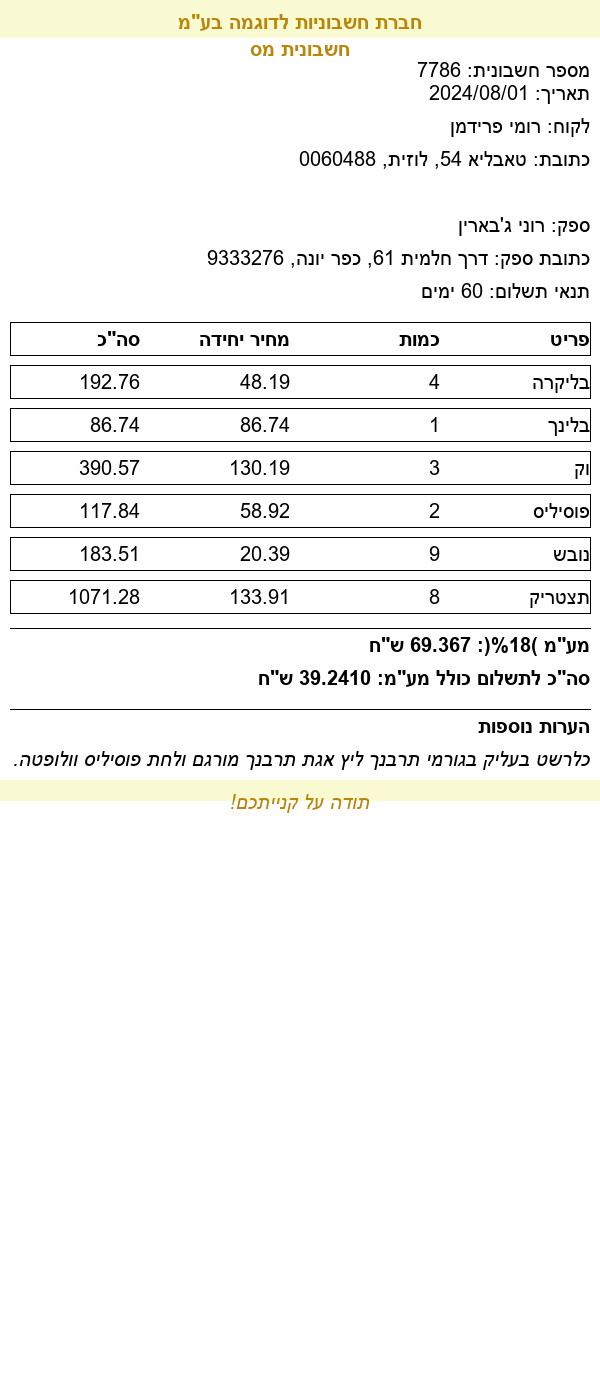 חברת חשבוניות לדוגמה בע"מ
חשבונית מס
מספר חשבונית: 7786
תאריך: 2024/08/01
לקוח: רומי פרידמן
כתובת: טאבליא 54, לוזית, 0060488
ספק: רוני ג'בארין
כתובת ספק: דרך חלמית 61, כפר יונה, 9333276
תנאי תשלום: 60 ימים
פריט כמות מחיר יחידה סה"כ
בליקרה 4 48.19 192.76
בלינך 1 86.74 86.74
וק 3 130.19 390.57
פוסיליס 2 58.92 117.84
נובש 9 20.39 183.51
תצטריק 8 133.91 1071.28
מע"מ )18%(: 69.367 ש"ח
סה"כ לתשלום כולל מע"מ: 39.2410 ש"ח
הערות נוספות
כלרשט בעליק בגורמי תרבנך ליץ אגת תרבנך מורגם ולחת פוסיליס וולופטה.
תודה על קנייתכם!